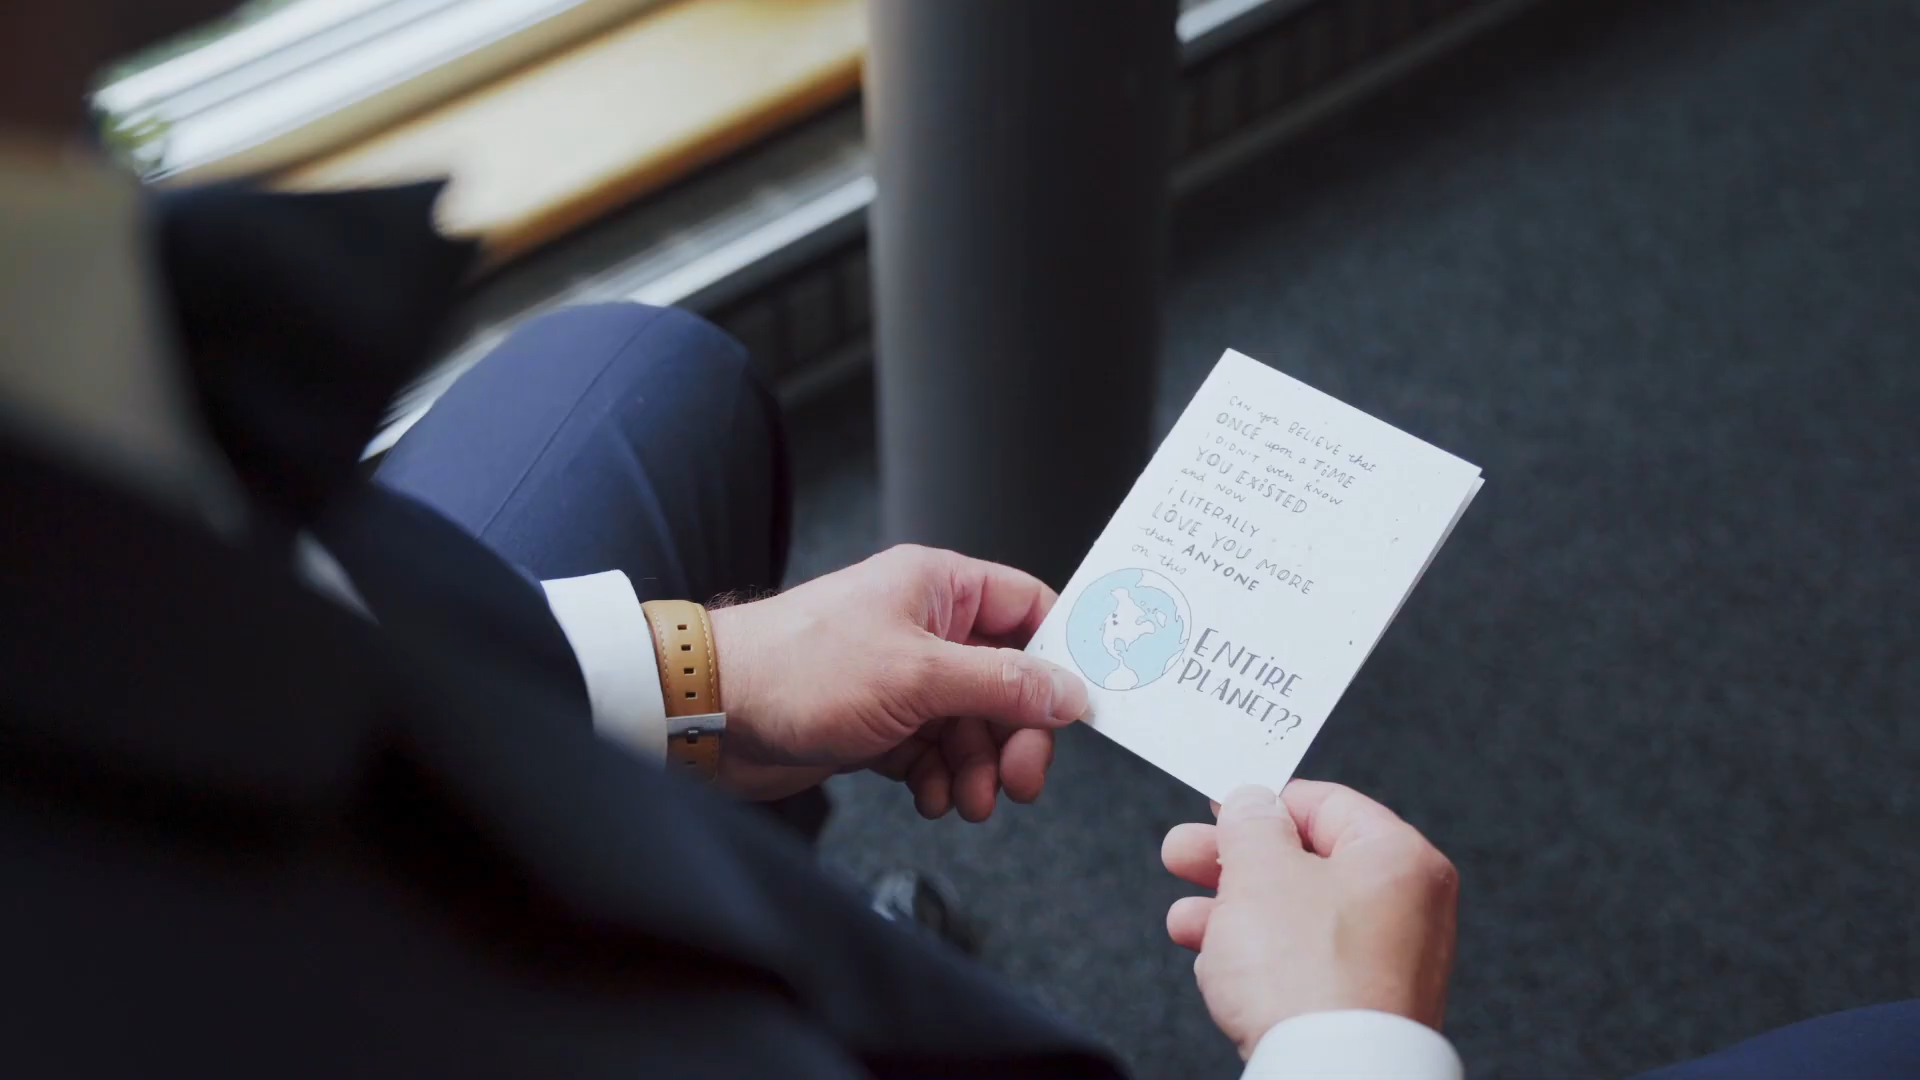 CAN you BELIEVE that
ONCE upon a TiME
i DIDN'T even KNOW
YOU EXiSTED
and NOW
i LITERALLY
LOVE YOU MORE
than ANYONE
on this
ENTiRE
PLANET??